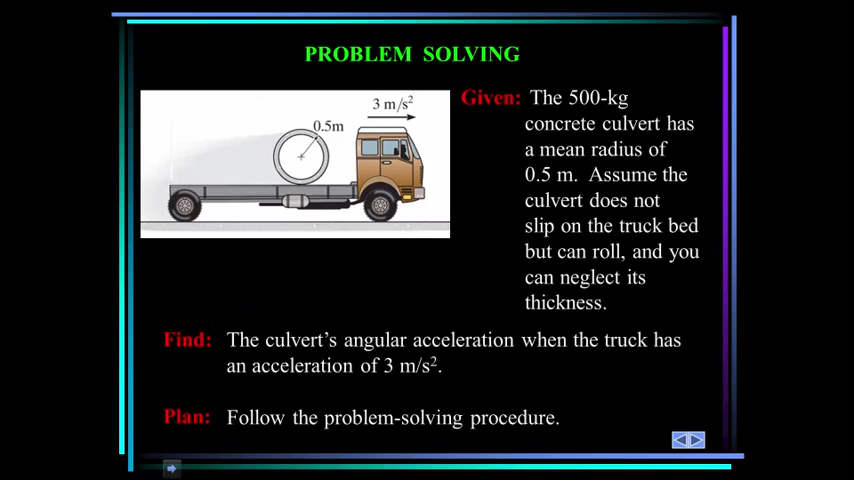 PROBLEM SOLVING
3 m/s²
0.5m
Given: The 500-kg
concrete culvert has
a mean radius of
0.5 m. Assume the
culvert does not
slip on the truck bed
but can roll, and you
can neglect its
thickness.
Find: The culvert’s angular acceleration when the truck has
an acceleration of 3 m/s².
Plan: Follow the problem-solving procedure.